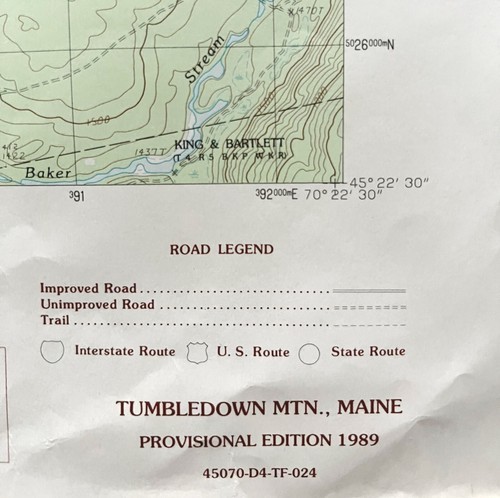 1470T
5026000mN
Stream
1500
1422
1437T
KING & BARTLETT
(T 4 R5 BKP WKR)
Baker
391
392000mE 70° 22' 30"
45° 22' 30"
ROAD LEGEND
Improved Road
Unimproved Road
Trail
Interstate Route U. S. Route State Route
TUMBLEDOWN MTN., MAINE
PROVISIONAL EDITION 1989
45070-D4-TF-024